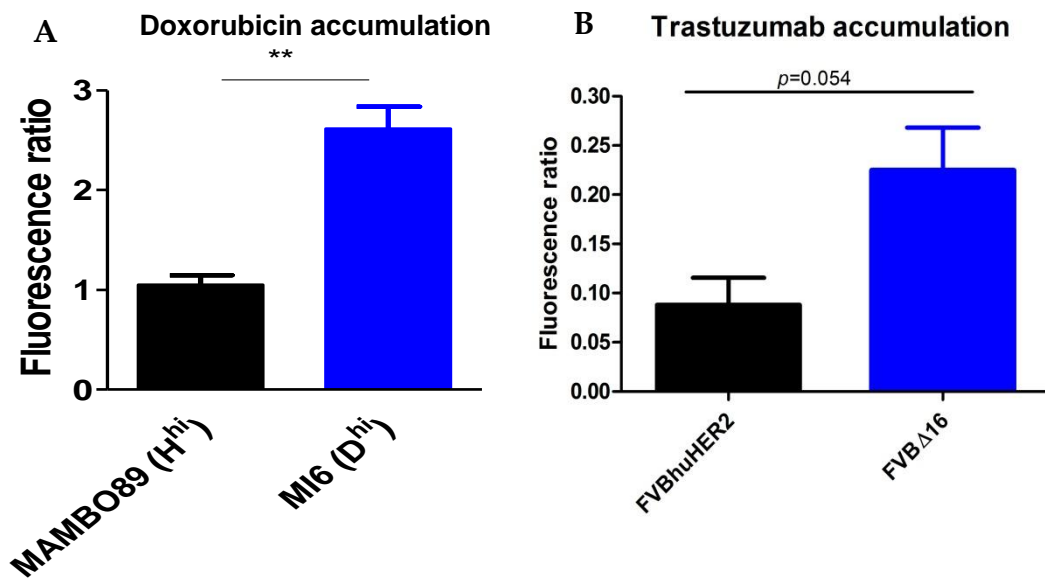 A
Doxorubicin accumulation
**
Fluorescence ratio
3
2
1
0
MAMBO89 (H^hi)
MI6 (D^hi)
B
Trastuzumab accumulation
p=0.054
Fluorescence ratio
0.30
0.25
0.20
0.15
0.10
0.05
0.00
FVBhuHER2
FVBΔ16